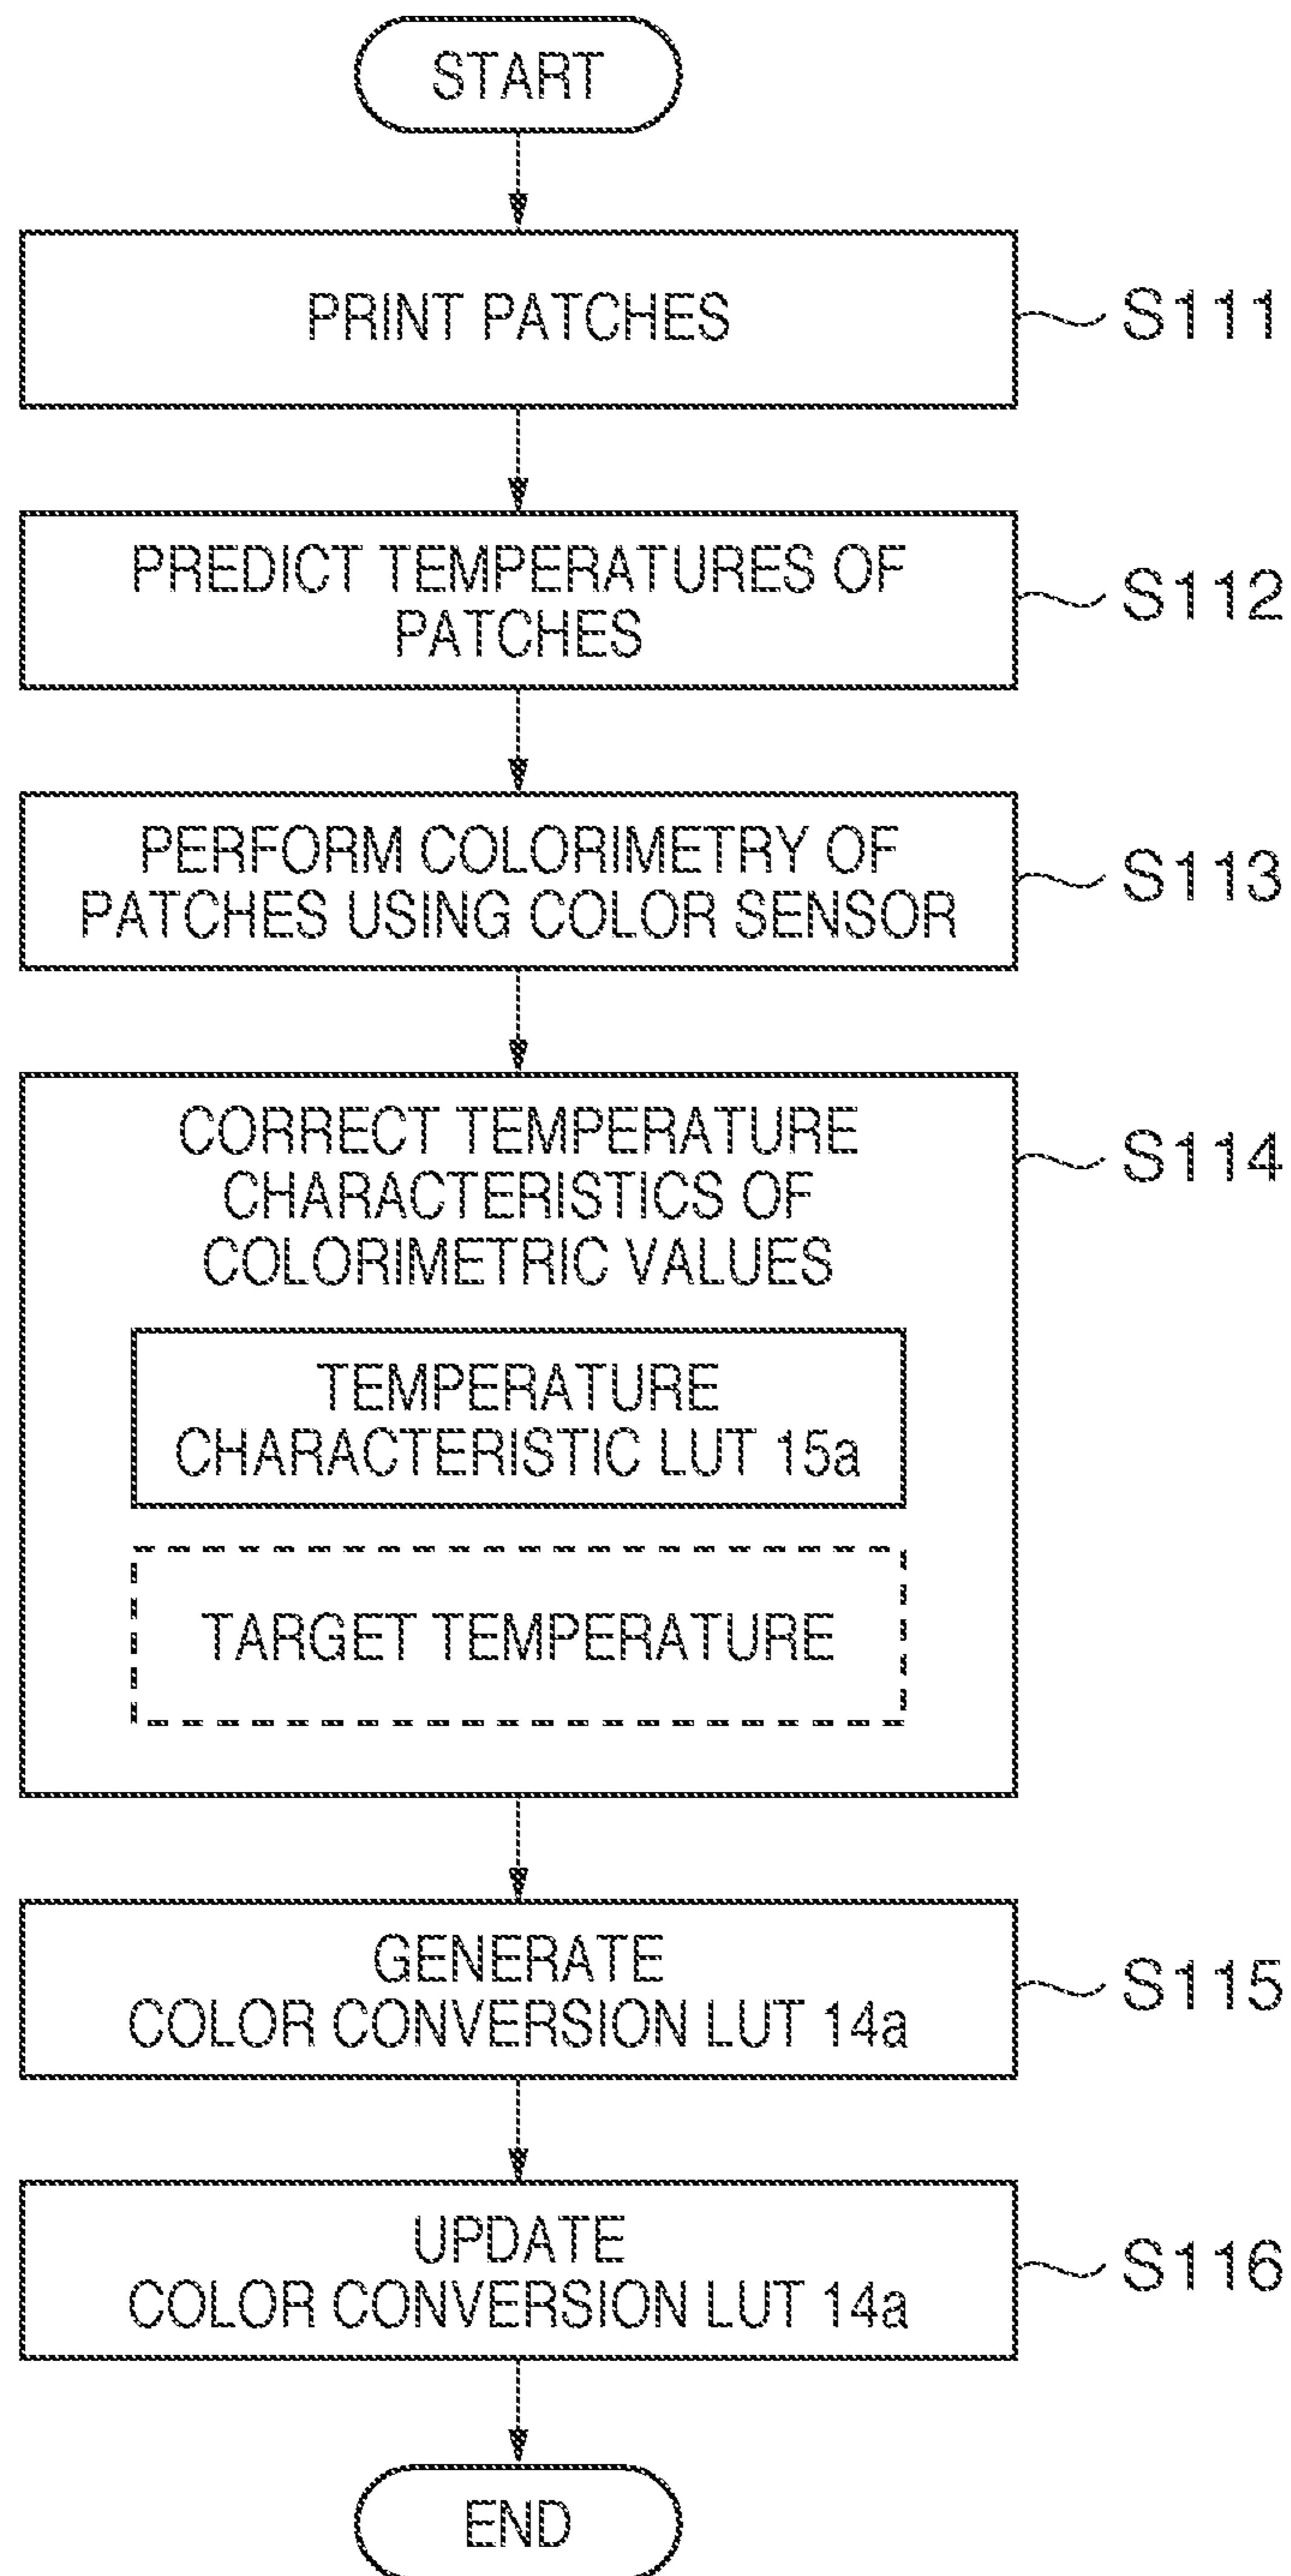 START
PRINT PATCHES
S111
PREDICT TEMPERATURES OF
PATCHES
S112
PERFORM COLORIMETRY OF
PATCHES USING COLOR SENSOR
S113
CORRECT TEMPERATURE
CHARACTERISTICS OF
COLORIMETRIC VALUES
S114
TEMPERATURE
CHARACTERISTIC LUT 15a
TARGET TEMPERATURE
GENERATE
COLOR CONVERSION LUT 14a
S115
UPDATE
COLOR CONVERSION LUT 14a
S116
END